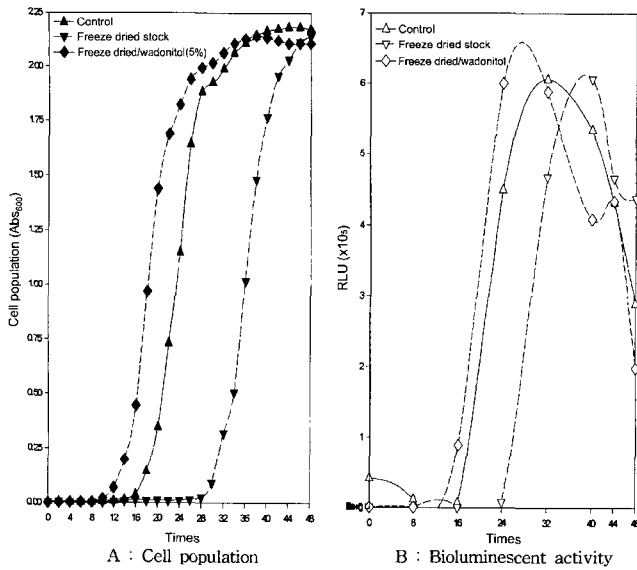 Control
Freeze dried stock
Freeze dried/wadonitol(5%)
2.25
2.00
1.75
1.50
1.25
1.00
0.75
0.50
0.25
0.00
Cell population (Abs600)
0 4 8 12 16 20 24 28 32 36 40 44 48
Times
A : Cell population
Control
Freeze dried stock
Freeze dried/wadonitol
7
6
5
4
3
2
1
RLU (x105)
0 8 16 24 32 40 44 48
Times
B : Bioluminescent activity